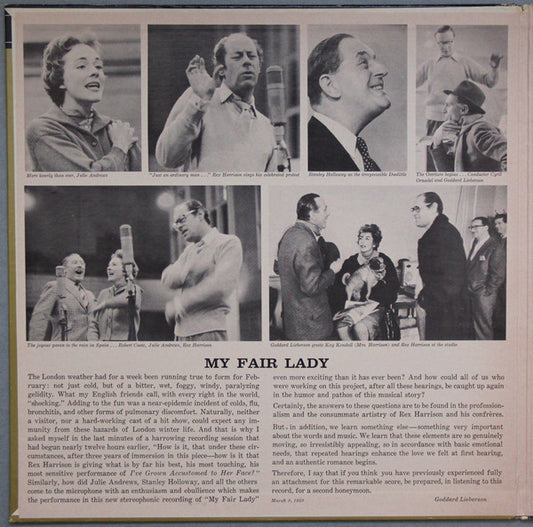 More lovely than ever, Julie Andrews
"Just an ordinary man . . ." Rex Harrison sings his celebrated protest
Stanley Holloway as the irrepressible Doolittle
The Overture begins . . . Conductor Cyril
Ornadel and Goddard Lieberson
The joyous paean to the rain in Spain . . . Robert Coote, Julie Andrews, Rex Harrison
Goddard Lieberson greets Kay Kendall (Mrs. Harrison) and Rex Harrison at the studio
MY FAIR LADY
The London weather had for a week been running true to form for Feb-
ruary: not just cold, but of a bitter, wet, foggy, windy, paralyzing
gelidity. What my English friends call, with every right in the world,
"shocking." Adding to the fun was a near-epidemic incident of colds, flu,
bronchitis, and other forms of pulmonary discomfort. Naturally, neither
a visitor, nor a hard-working cast of a hit show, could expect any im-
munity from these hazards of London winter life. And that is why I
asked myself in the last minutes of a harrowing recording session that
had begun nearly twelve hours earlier, "How is it, that under these cir-
cumstances, after three years of immersion in this piece—how is it that
Rex Harrison is giving what is by far his best, his most touching, his
most sensitive performance of I've Grown Accustomed to Her Face?"
Similarly, how did Julie Andrews, Stanley Holloway, and all the others
come to the microphone with an enthusiasm and ebullience which makes
the performance in this new stereophonic recording of "My Fair Lady"
even more exciting than it has ever been? And how could all of us who
were working on this project, after all these hearings, be caught up again
in the humor and pathos of this musical story?
Certainly, the answers to these questions are to be found in the profession-
alism and the consummate artistry of Rex Harrison and his confrères.
But, in addition, we learn something else—something very important
about the words and music. We learn that these elements are so genuinely
moving, so irresistibly appealing, so in accordance with basic emotional
needs, that repeated hearings enhance the love we felt at first hearing,
and an authentic romance begins.
Therefore, I say that if you think you have previously experienced fully
an attachment for this remarkable score, be prepared, in listening to this
record, for a second honeymoon.
March 9, 1959
Goddard Lieberson